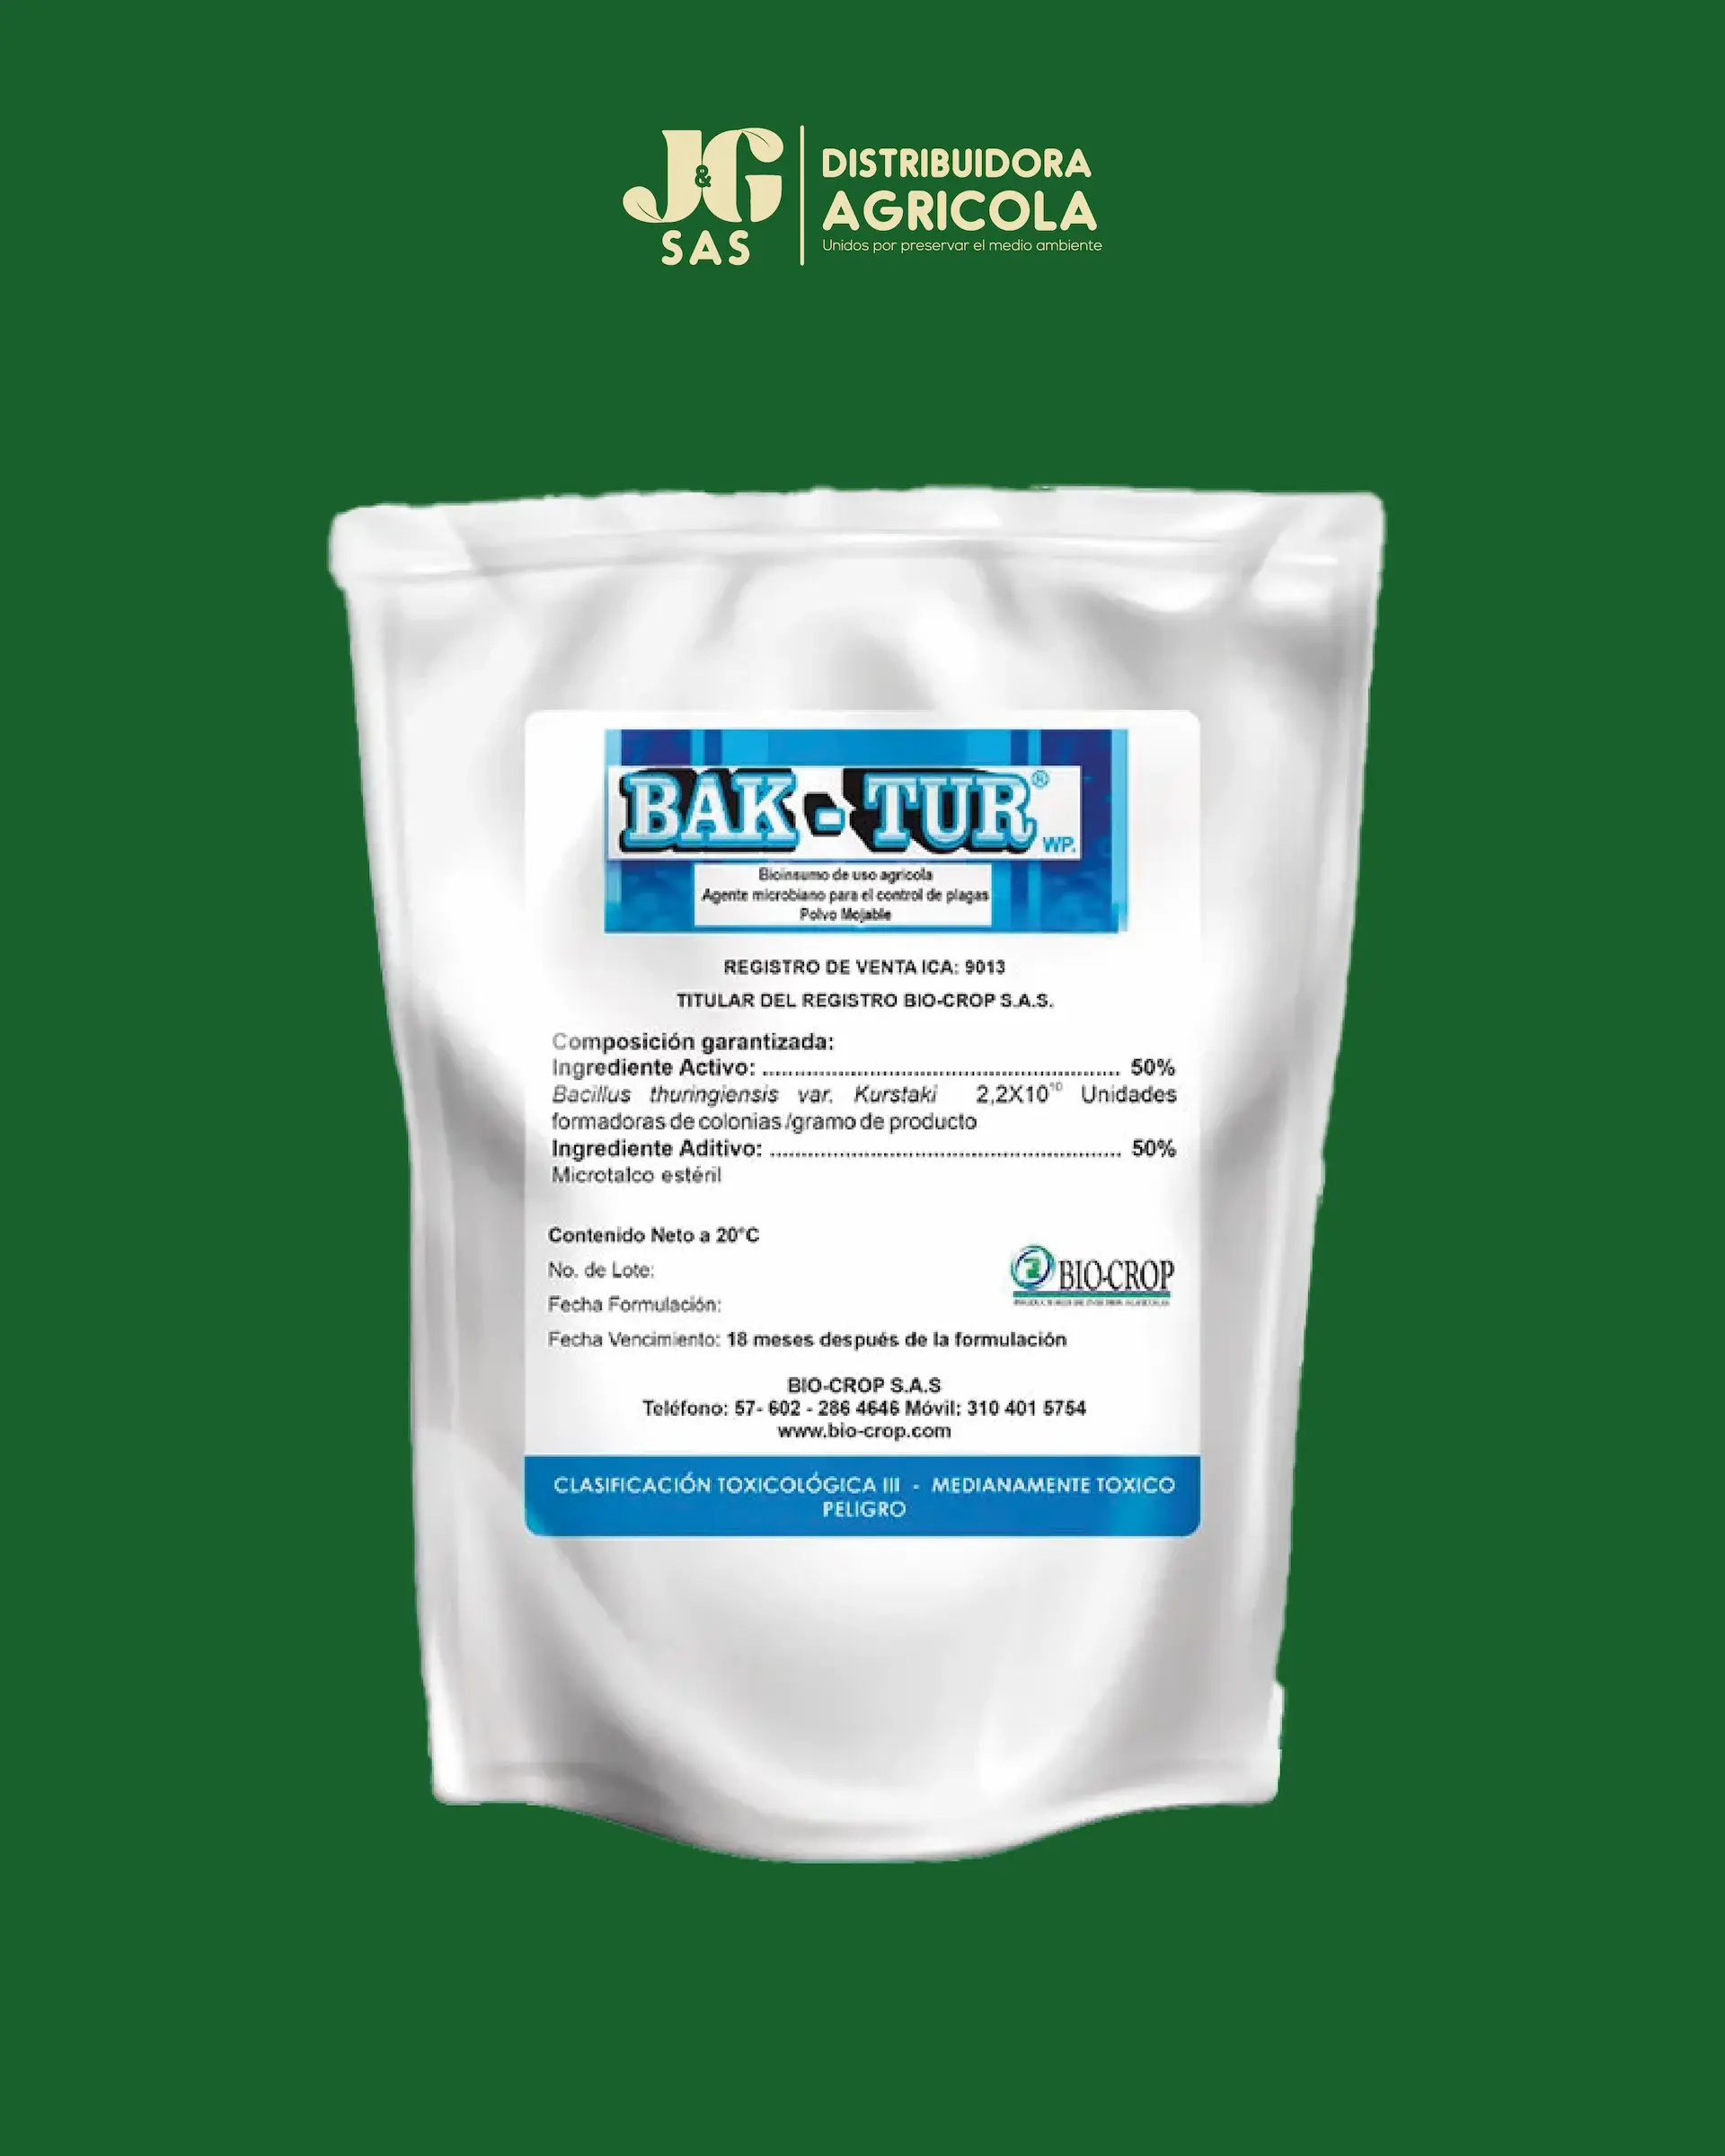 J&G
SAS
DISTRIBUIDORA
AGRICOLA
Unidos por preservar el medio ambiente
BAK - TUR®
WP.
Bioinsumo de uso agrícola
Agente microbiano para el control de plagas
Polvo Mojable
REGISTRO DE VENTA ICA: 9013
TITULAR DEL REGISTRO BIO-CROP S.A.S.
Composición garantizada:
Ingrediente Activo: ........................................................ 50%
Bacillus thuringiensis var. Kurstaki 2,2X10¹⁰ Unidades
formadoras de colonias /gramo de producto
Ingrediente Aditivo: ....................................................... 50%
Microtalco estéril
Contenido Neto a 20°C
No. de Lote:
BIO-CROP
Fecha Formulación:
Fecha Vencimiento: 18 meses después de la formulación
BIO-CROP S.A.S
Teléfono: 57- 602 - 286 4646 Móvil: 310 401 5754
www.bio-crop.com
CLASIFICACIÓN TOXICOLÓGICA III - MEDIANAMENTE TOXICO
PELIGRO